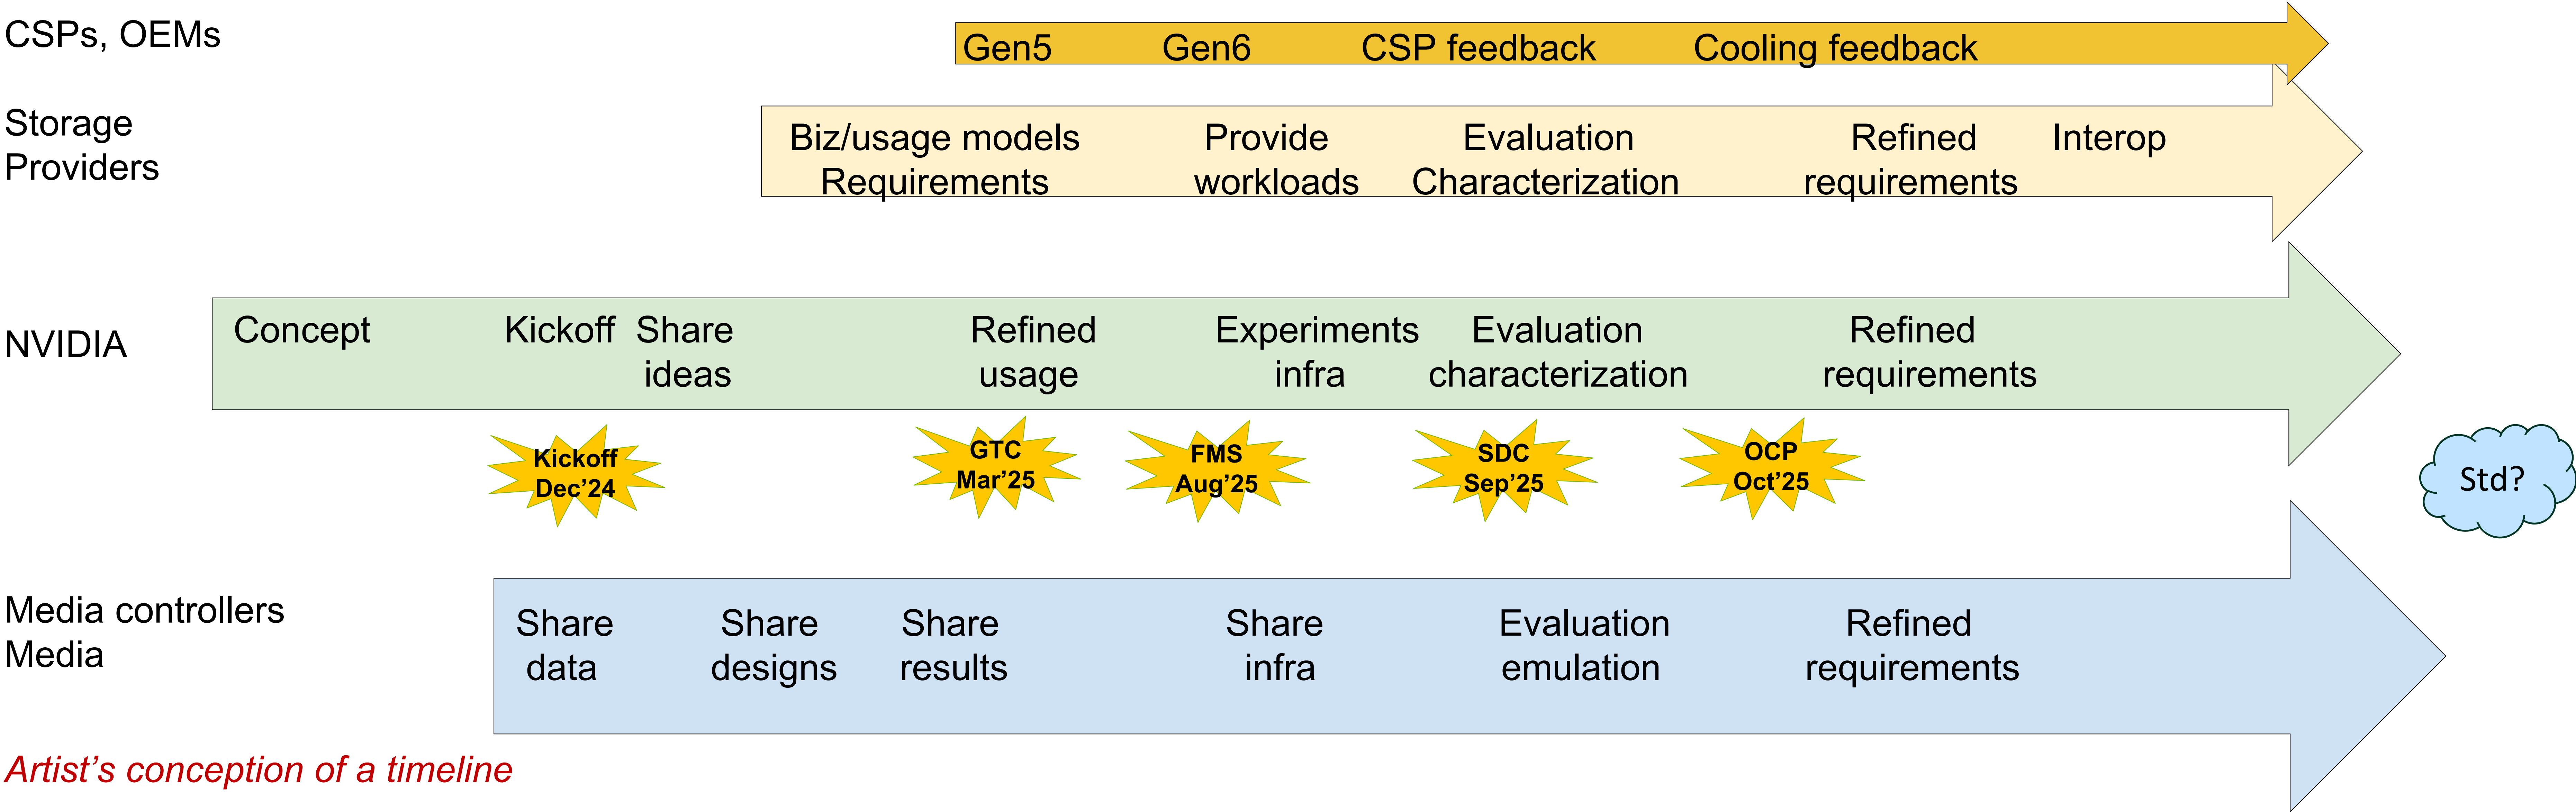 CSPs, OEMs
Gen5 Gen6 CSP feedback Cooling feedback
Storage
Providers
Biz/usage models Provide Evaluation Refined Interop
Requirements workloads Characterization requirements
NVIDIA
Concept Kickoff Share Refined Experiments Evaluation Refined
ideas usage infra characterization requirements
Kickoff
Dec’24
GTC
Mar’25
FMS
Aug’25
SDC
Sep’25
OCP
Oct’25
Std?
Media controllers
Media
Share Share Share Share Evaluation Refined
data designs results infra emulation requirements
Artist’s conception of a timeline